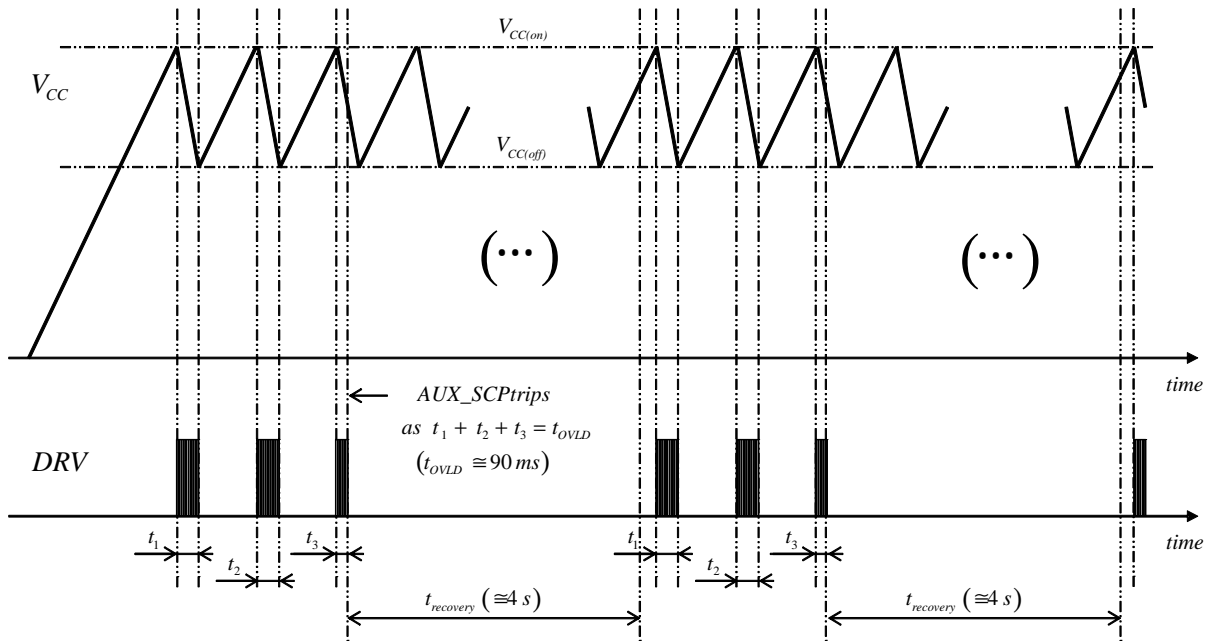 V_CC(on)
V_CC
V_CC(off)
(...)
(...)
time
AUX_SCPtrips
as t_1 + t_2 + t_3 = t_OVLD
(t_OVLD ≅ 90 ms)
DRV
time
t_1
t_2
t_3
t_1
t_2
t_3
t_recovery (≅4 s)
t_recovery (≅4 s)